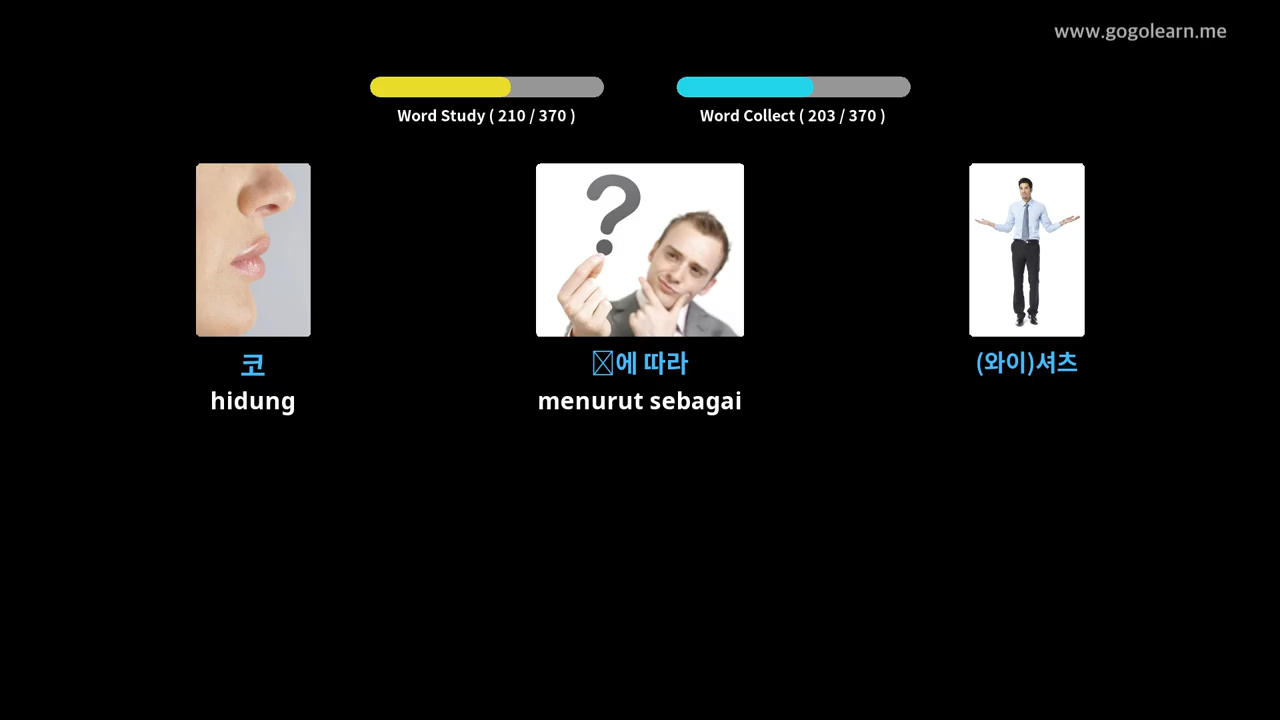 www.gogolearn.me
Word Study ( 210 / 370 )
Word Collect ( 203 / 370 )
코
hidung
에 따라
menurut sebagai
(와이)셔츠